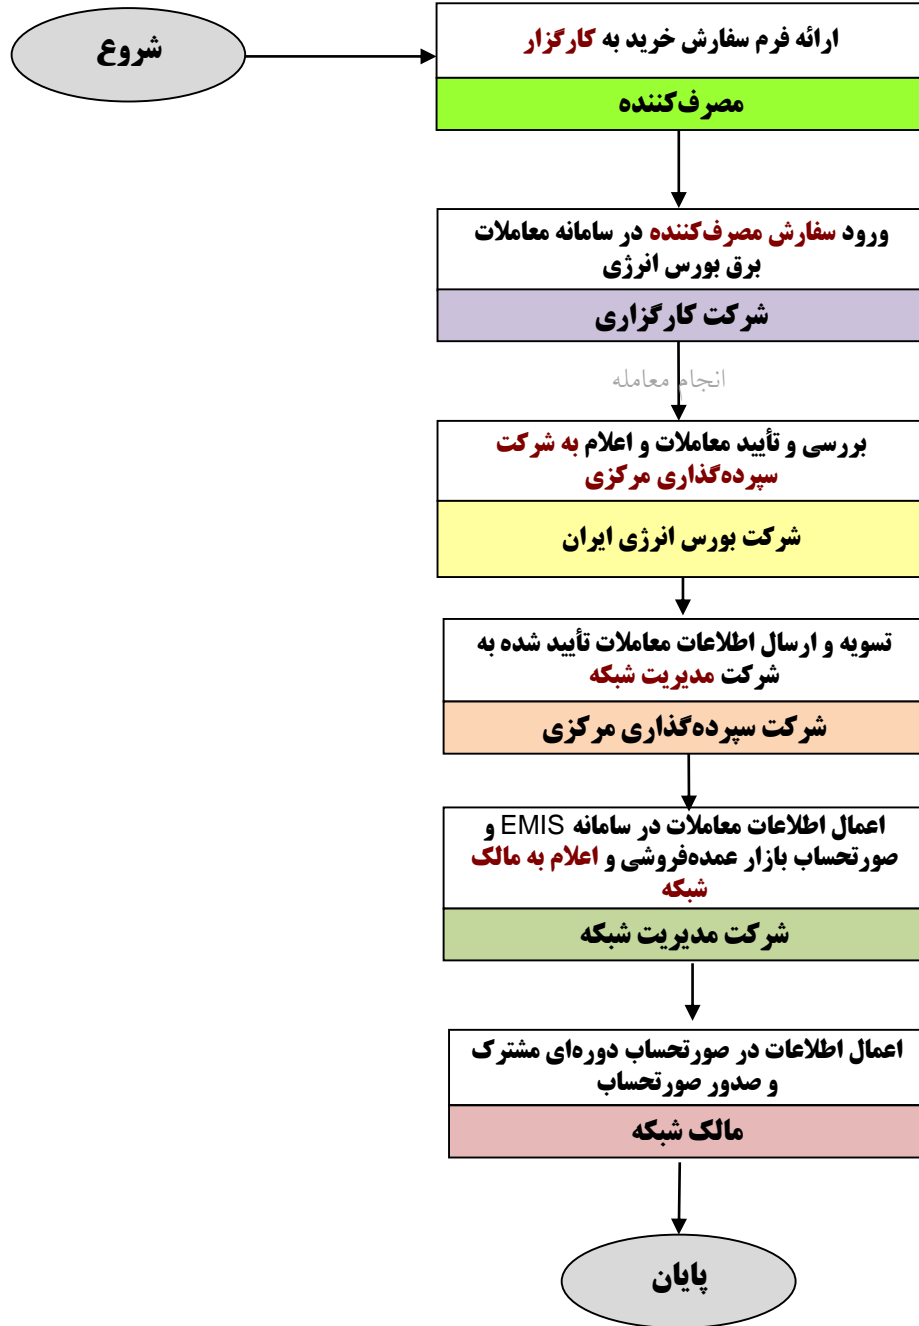 شروع
ارائه فرم سفارش خرید به کارگزار
مصرف‌کننده
ورود سفارش مصرف‌کننده در سامانه معاملات
برق بورس انرژی
شرکت کارگزاری
انجام معامله
بررسی و تأیید معاملات و اعلام به شرکت
سپرده‌گذاری مرکزی
شرکت بورس انرژی ایران
تسویه و ارسال اطلاعات معاملات تأیید شده به
شرکت مدیریت شبکه
شرکت سپرده‌گذاری مرکزی
اعمال اطلاعات معاملات در سامانه EMIS و
صورتحساب بازار عمده‌فروشی و اعلام به مالک
شبکه
شرکت مدیریت شبکه
اعمال اطلاعات در صورتحساب دوره‌ای مشترک
و صدور صورتحساب
مالک شبکه
پایان